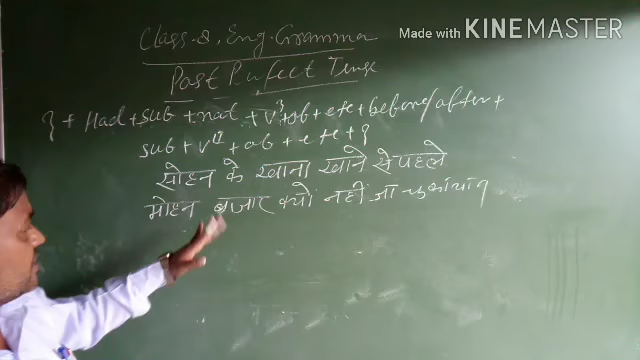 Made with KINEMASTER
Class-8, Eng. Grammar
Past Perfect Tense
? + Had + sub + not + V3 + ob + etc + before/after +
sub + V II + ob + etc + ?
सोहन के खाना खाने से पहले
मोहन बजार क्यों नहीं जा चुका था ?